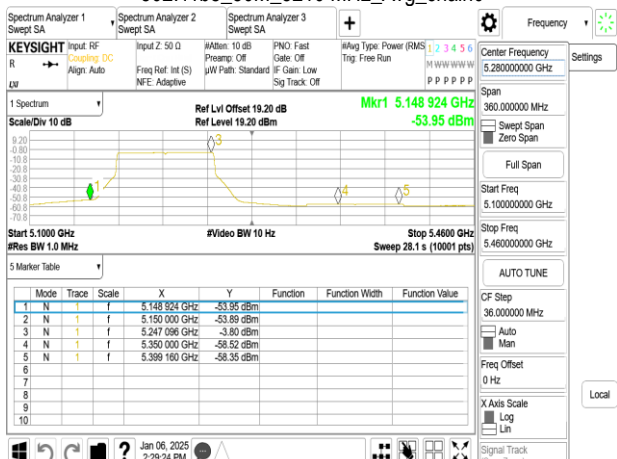 Spectrum Analyzer 1
Swept SA
Spectrum Analyzer 2
Swept SA
Spectrum Analyzer 3
Swept SA
+
Frequency
KEYSIGHT
R
LXI
Input: RF
Coupling: DC
Align: Auto
Input Z: 50 Ω
Freq Ref: Int (S)
NFE: Adaptive
#Atten: 10 dB
Preamp: Off
µW Path: Standard
PNO: Fast
Gate: Off
IF Gain: Low
Sig Track: Off
#Avg Type: Power (RMS
Trig: Free Run
1 2 3 4 5 6
M W W W W W
P P P P P P
1 Spectrum
Scale/Div 10 dB
Ref Lvl Offset 19.20 dB
Ref Level 19.20 dBm
Mkr1 5.148 924 GHz
-53.95 dBm
9.20
-0.80
-10.8
-20.8
-30.8
-40.8
-50.8
-60.8
-70.8
1
3
4
5
Start 5.1000 GHz
#Res BW 1.0 MHz
#Video BW 10 Hz
Stop 5.4600 GHz
Sweep 28.1 s (10001 pts)
5 Marker Table
Mode Trace Scale X Y Function Function Width Function Value
1 N 1 f 5.148 924 GHz -53.95 dBm
2 N 1 f 5.150 000 GHz -53.89 dBm
3 N 1 f 5.247 096 GHz -3.80 dBm
4 N 1 f 5.350 000 GHz -58.52 dBm
5 N 1 f 5.399 160 GHz -58.35 dBm
6
7
8
9
10
Jan 06, 2025
2:29:24 PM
?
Center Frequency
5.280000000 GHz
Settings
Span
360.000000 MHz
Swept Span
Zero Span
Full Span
Start Freq
5.100000000 GHz
Stop Freq
5.460000000 GHz
AUTO TUNE
CF Step
36.000000 MHz
Auto
Man
Freq Offset
0 Hz
X Axis Scale
Log
Lin
Signal Track
Local